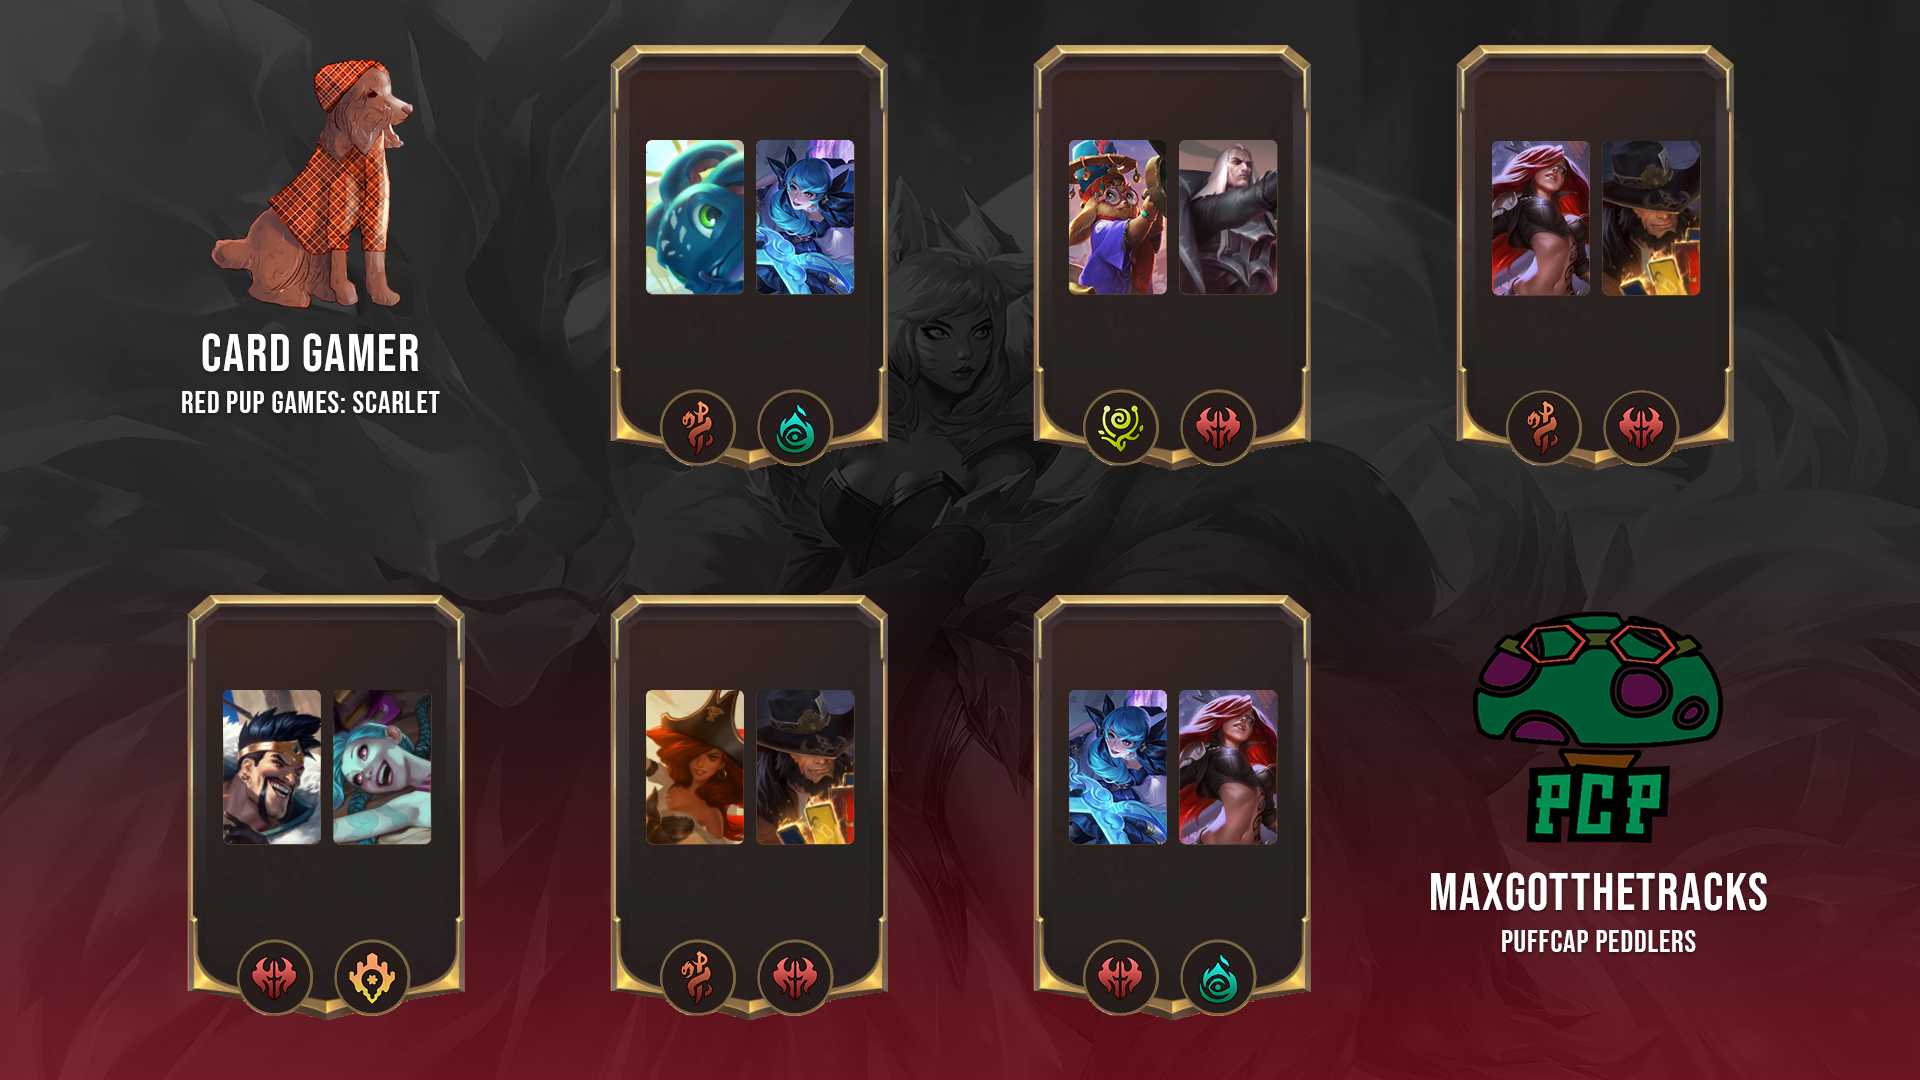 CARD GAMER
RED PUP GAMES: SCARLET
PCP
MAXGOTTHETRACKS
PUFFCAP PEDDLERS